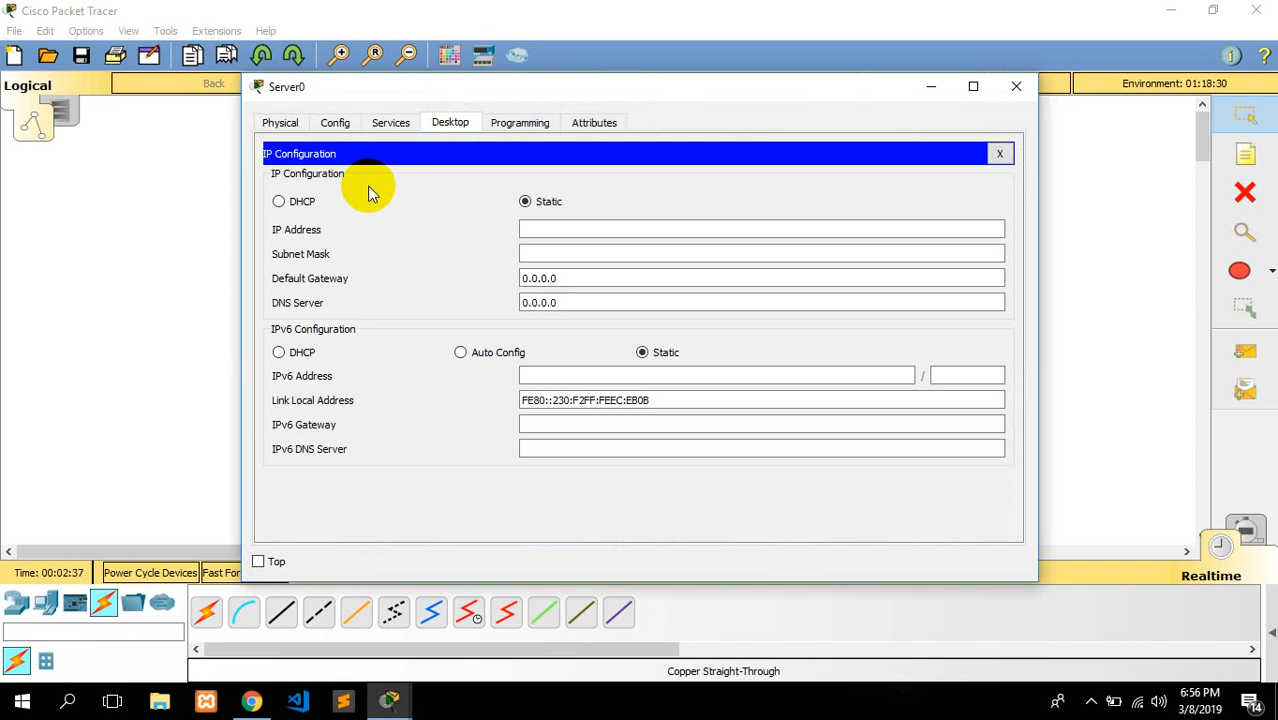 Cisco Packet Tracer
File Edit Options View Tools Extensions Help
Logical
Back
Server0
Environment: 01:18:30
Physical Config Services Desktop Programming Attributes
IP Configuration
X
IP Configuration
DHCP
Static
IP Address
Subnet Mask
Default Gateway 0.0.0.0
DNS Server 0.0.0.0
IPv6 Configuration
DHCP
Auto Config
Static
IPv6 Address /
Link Local Address FE80::230:F2FF:FEEC:EB0B
IPv6 Gateway
IPv6 DNS Server
Top
Time: 00:02:37
Power Cycle Devices
Fast For
Realtime
Copper Straight-Through
6:56 PM
3/8/2019
14